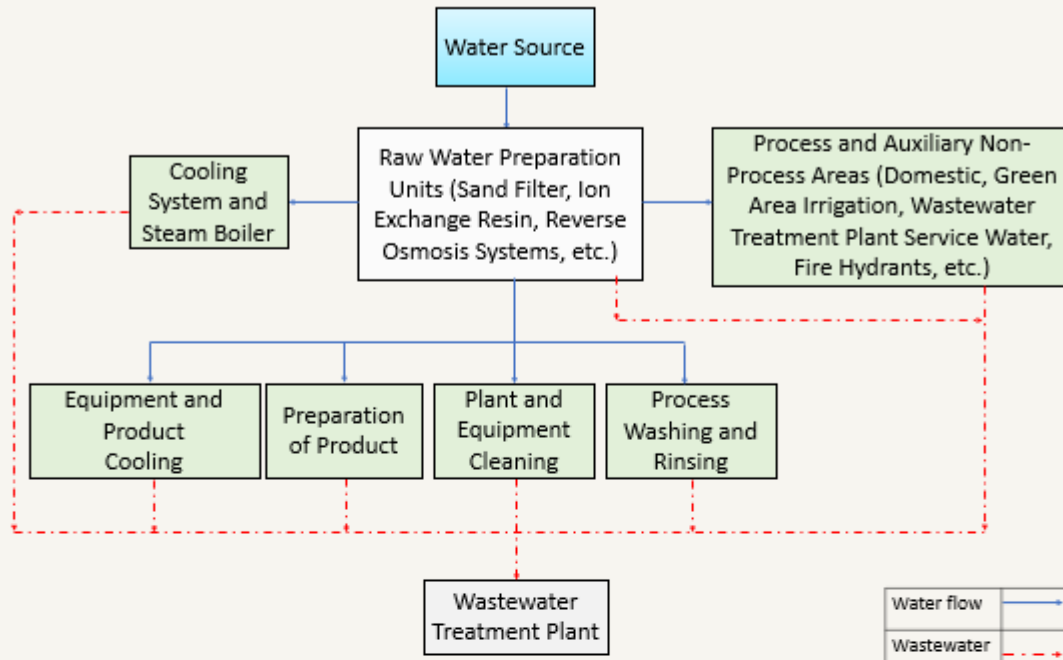 Water Source
Raw Water Preparation
Units (Sand Filter, Ion
Exchange Resin, Reverse
Osmosis Systems, etc.)
Cooling
System and
Steam Boiler
Process and Auxiliary Non-
Process Areas (Domestic, Green
Area Irrigation, Wastewater
Treatment Plant Service Water,
Fire Hydrants, etc.)
Equipment and
Product
Cooling
Preparation
of Product
Plant and
Equipment
Cleaning
Process
Washing and
Rinsing
Wastewater
Treatment Plant
Water flow
Wastewater